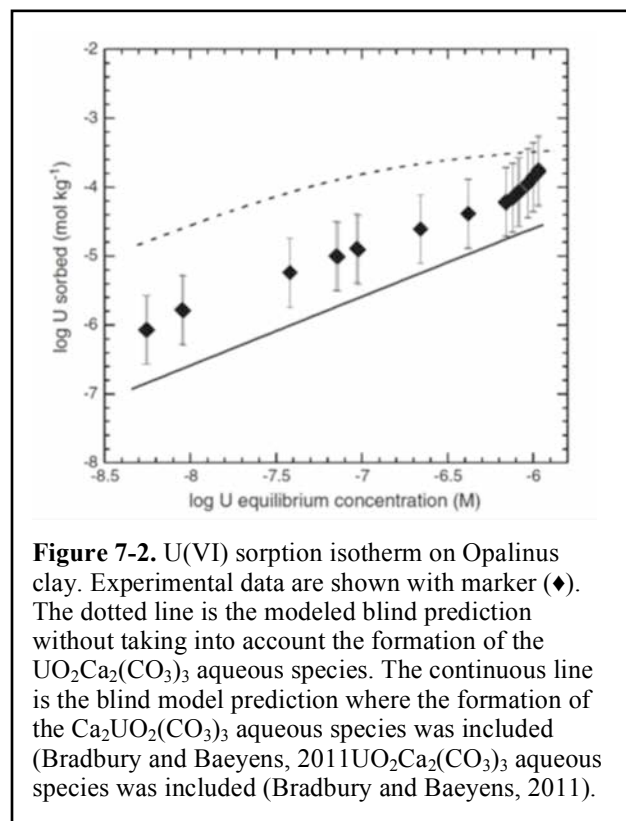 -2
-3
-4
-5
-6
-7
-8
log U sorbed (mol kg⁻¹)
-8.5 -8 -7.5 -7 -6.5 -6
log U equilibrium concentration (M)
Figure 7-2. U(VI) sorption isotherm on Opalinus
clay. Experimental data are shown with marker (♦).
The dotted line is the modeled blind prediction
without taking into account the formation of the
UO₂Ca₂(CO₃)₃ aqueous species. The continuous line
is the blind model prediction where the formation of
the Ca₂UO₂(CO₃)₃ aqueous species was included
(Bradbury and Baeyens, 2011UO₂Ca₂(CO₃)₃ aqueous
species was included (Bradbury and Baeyens, 2011).